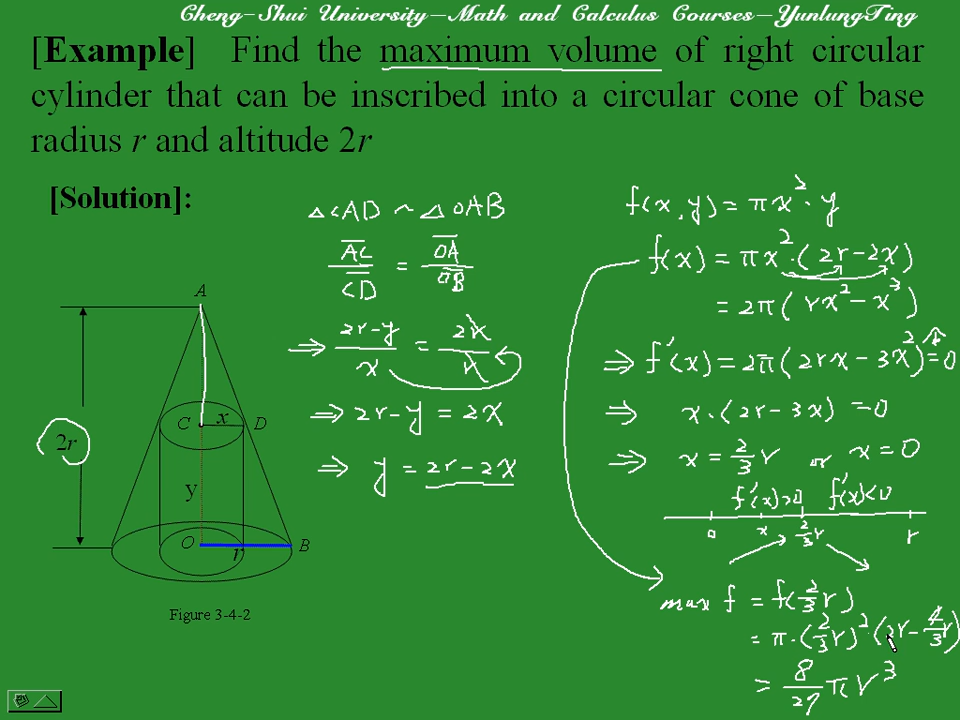 Cheng-Shui University-Math and Calculus Courses-YunlungTing
[Example] Find the maximum volume of right circular
cylinder that can be inscribed into a circular cone of base
radius r and altitude 2r
[Solution]:
△CAD ~ △OAB
AC/CD = OA/OB
⇒ 2r-y/x = 2r/r
⇒ 2r-y = 2x
⇒ y = 2r-2x
f(x,y) = πx²·y
f(x) = πx²·(2r-2x)
= 2π(rx²-x³)
⇒ f'(x) = 2π(2rx-3x²) = 0
⇒ x·(2r-3x) = 0
⇒ x = 2/3 r or x = 0
f'(x)>0 f'(x)<0
0 x 2/3 r r
max f = f(2/3 r)
= π·(2/3 r)²·(2r-4/3 r)
= 8/27 πr³
A
C x D
2r
y
O r B
Figure 3-4-2